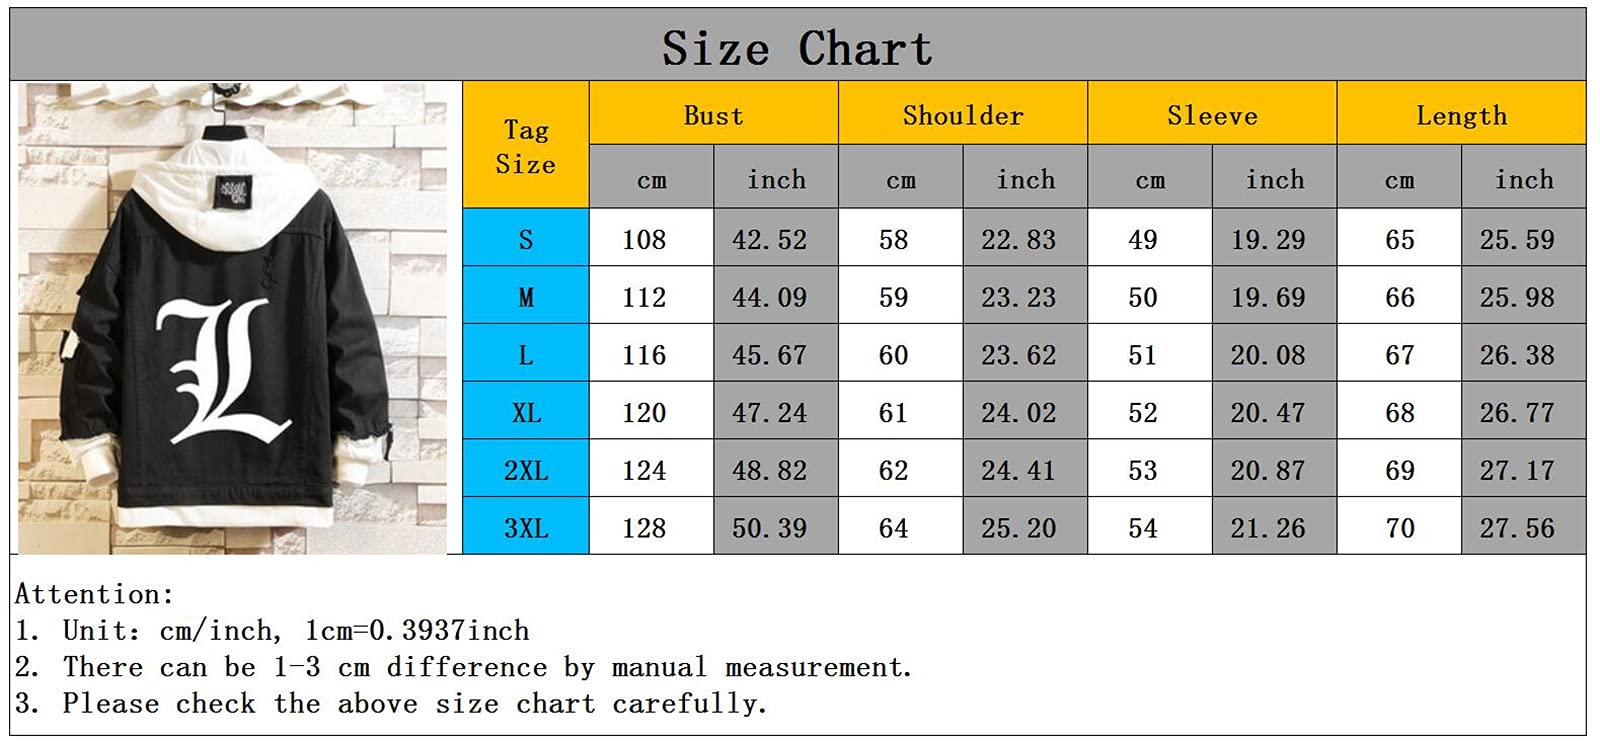 Size Chart
Tag Size Bust Shoulder Sleeve Length
cm inch cm inch cm inch cm inch
S 108 42.52 58 22.83 49 19.29 65 25.59
M 112 44.09 59 23.23 50 19.69 66 25.98
L 116 45.67 60 23.62 51 20.08 67 26.38
XL 120 47.24 61 24.02 52 20.47 68 26.77
2XL 124 48.82 62 24.41 53 20.87 69 27.17
3XL 128 50.39 64 25.20 54 21.26 70 27.56
L
Attention:
1. Unit: cm/inch, 1cm=0.3937inch
2. There can be 1-3 cm difference by manual measurement.
3. Please check the above size chart carefully.